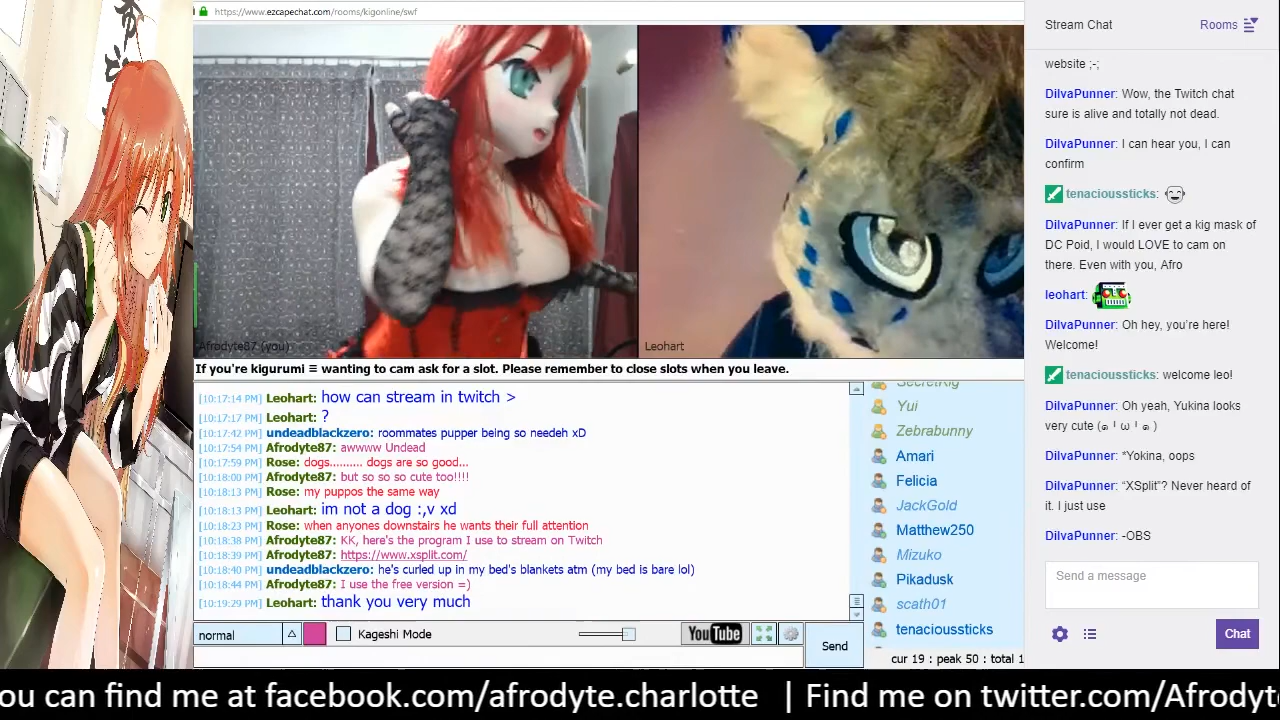 https://www.ezcapechat.com/rooms/kigonline/swf
Afrodyte87 (you)
Leohart
If you're kigurumi ≡ wanting to cam ask for a slot. Please remember to close slots when you leave.
[10:17:14 PM] Leohart: how can stream in twitch >
[10:17:17 PM] Leohart: ?
[10:17:42 PM] undeadblackzero: roommates pupper being so needeh xD
[10:17:54 PM] Afrodyte87: awwww Undead
[10:17:59 PM] Rose: dogs......... dogs are so good...
[10:18:00 PM] Afrodyte87: but so so so cute too!!!!
[10:18:13 PM] Rose: my puppos the same way
[10:18:13 PM] Leohart: im not a dog :,v xd
[10:18:23 PM] Rose: when anyones downstairs he wants their full attention
[10:18:38 PM] Afrodyte87: KK, here's the program I use to stream on Twitch
[10:18:39 PM] Afrodyte87: https://www.xsplit.com/
[10:18:40 PM] undeadblackzero: he's curled up in my bed's blankets atm (my bed is bare lol)
[10:18:44 PM] Afrodyte87: I use the free version =)
[10:19:29 PM] Leohart: thank you very much
SecretKig
Yui
Zebrabunny
Amari
Felicia
JackGold
Matthew250
Mizuko
Pikadusk
scath01
tenacioussticks
normal
Kageshi Mode
YouTube
Send
cur 19 : peak 50 : total 1
Stream Chat
Rooms
website ;-;
DilvaPunner: Wow, the Twitch chat
sure is alive and totally not dead.
DilvaPunner: I can hear you, I can
confirm
tenacioussticks:
DilvaPunner: If I ever get a kig mask of
DC Poid, I would LOVE to cam on
there. Even with you, Afro
leohart:
DilvaPunner: Oh hey, you're here!
Welcome!
tenacioussticks: welcome leo!
DilvaPunner: Oh yeah, Yukina looks
very cute (๑ ╹ω╹๑ )
DilvaPunner: *Yokina, oops
DilvaPunner: “XSplit”? Never heard of
it. I just use
DilvaPunner: -OBS
Send a message
Chat
ou can find me at facebook.com/afrodyte.charlotte | Find me on twitter.com/Afrodyte